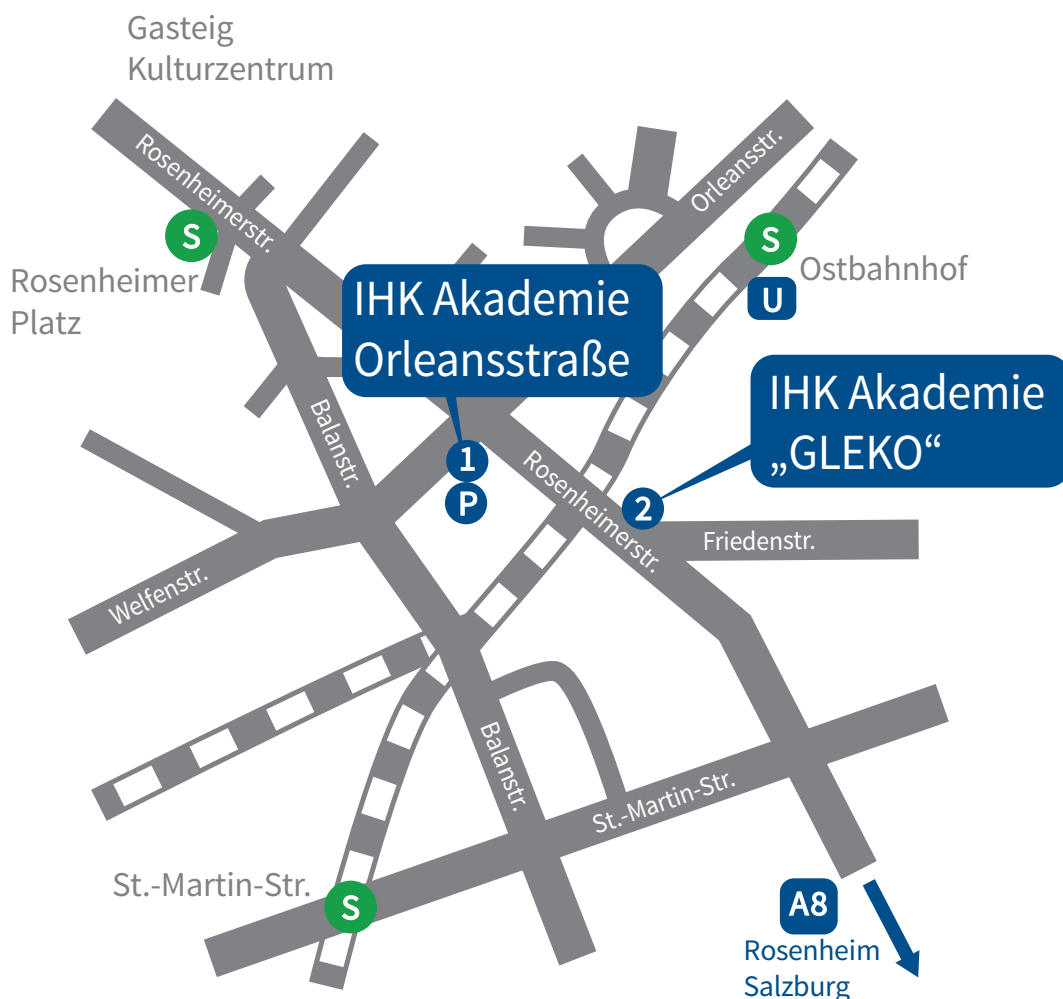 Gasteig
Kulturzentrum
Rosenheimerstr.
Orleansstr.
S
S
Rosenheimer
Platz
Ostbahnhof
U
IHK Akademie
Orleansstraße
IHK Akademie
„GLEKO“
Balanstr.
1
P
Rosenheimerstr.
2
Friedenstr.
Welfenstr.
Balanstr.
St.-Martin-Str.
St.-Martin-Str.
S
A8
Rosenheim
Salzburg